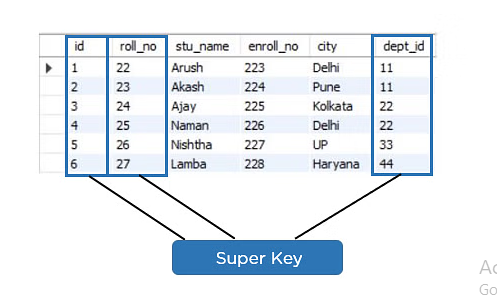 id roll_no stu_name enroll_no city dept_id
1 22 Arush 223 Delhi 11
2 23 Akash 224 Pune 11
3 24 Ajay 225 Kolkata 22
4 25 Naman 226 Delhi 22
5 26 Nishtha 227 UP 33
6 27 Lamba 228 Haryana 44
Super Key
Go